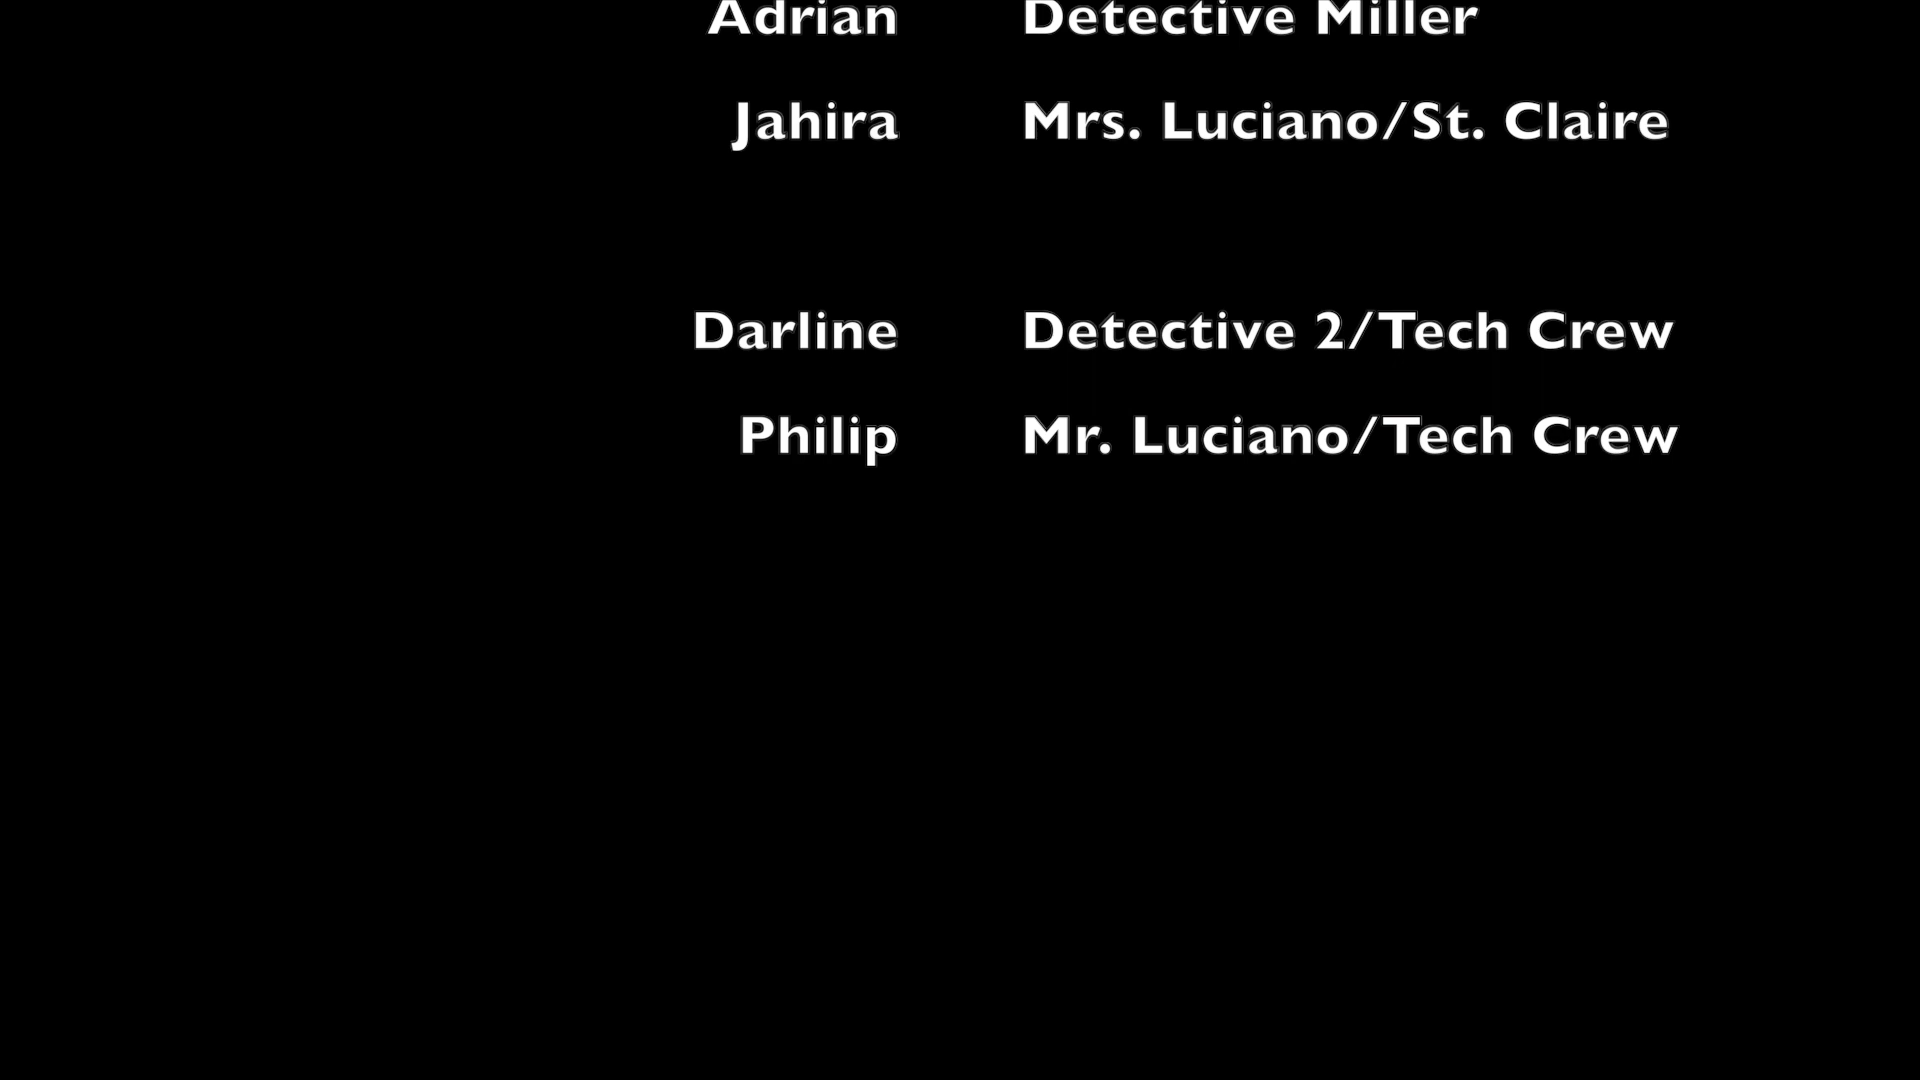 Adrian Detective Miller
Jahira Mrs. Luciano/St. Claire
Darline Detective 2/Tech Crew
Philip Mr. Luciano/Tech Crew